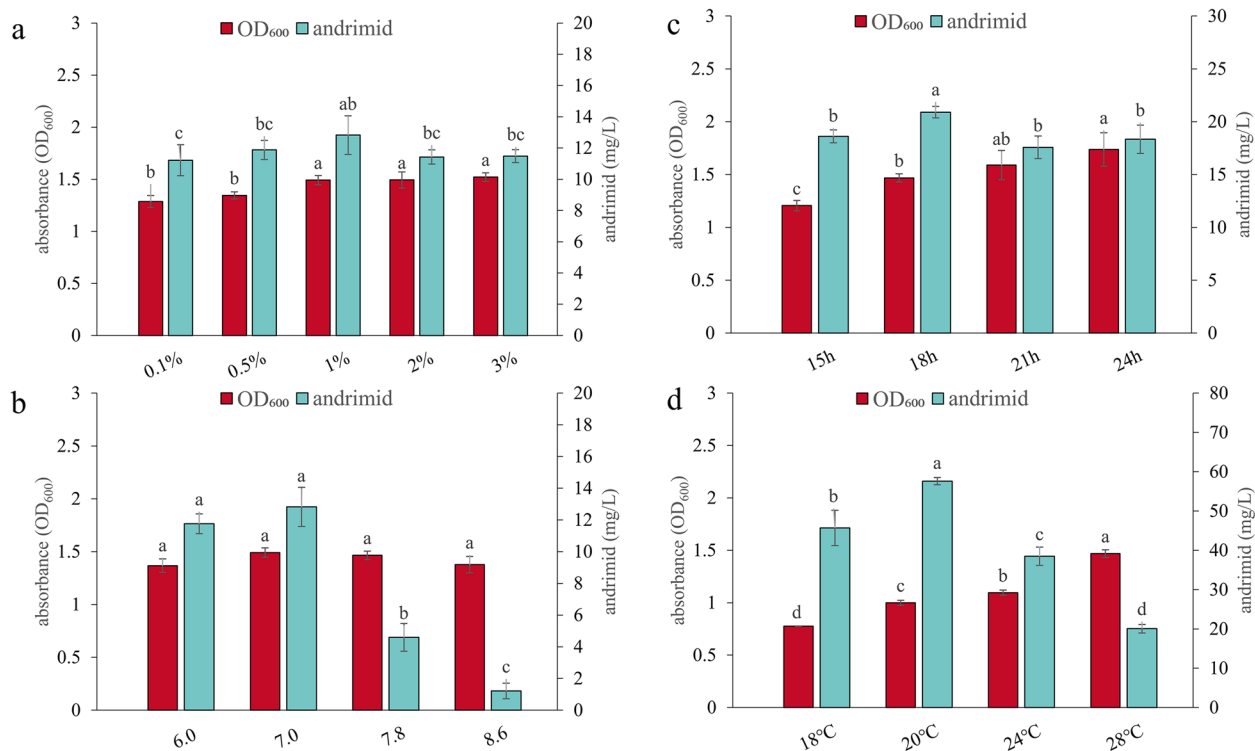 a
OD₆₀₀ andrimid
absorbance (OD₆₀₀)
3
2.5
2
1.5
1
0.5
0
b c b bc a ab a bc a bc
20
18
16
14
12
10
8
6
4
2
0
andrimid (mg/L)
0.1% 0.5% 1% 2% 3%
c
OD₆₀₀ andrimid
absorbance (OD₆₀₀)
3
2.5
2
1.5
1
0.5
0
c b b a ab b a b
30
25
20
15
10
5
0
andrimid (mg/L)
15h 18h 21h 24h
b
OD₆₀₀ andrimid
absorbance (OD₆₀₀)
3
2.5
2
1.5
1
0.5
0
a a a a a b a c
20
18
16
14
12
10
8
6
4
2
0
andrimid (mg/L)
6.0 7.0 7.8 8.6
d
OD₆₀₀ andrimid
absorbance (OD₆₀₀)
3
2.5
2
1.5
1
0.5
0
d b c a b c a d
80
70
60
50
40
30
20
10
0
andrimid (mg/L)
18°C 20°C 24°C 28°C